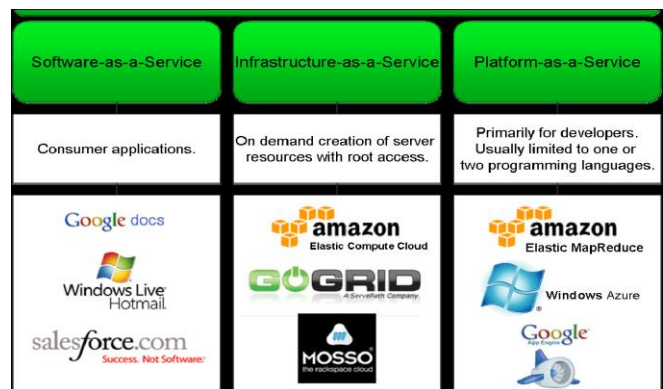 Software-as-a-Service
Infrastructure-as-a-Service
Platform-as-a-Service
Consumer applications.
On demand creation of server
resources with root access.
Primarily for developers.
Usually limited to one or
two programming languages.
Google docs
Windows Live
Hotmail
salesforce.com
Success. Not Software.
amazon
Elastic Compute Cloud
GOGRID
A ServePath Company
MOSSO
the rackspace cloud
amazon
Elastic MapReduce
Windows Azure
Google
App Engine